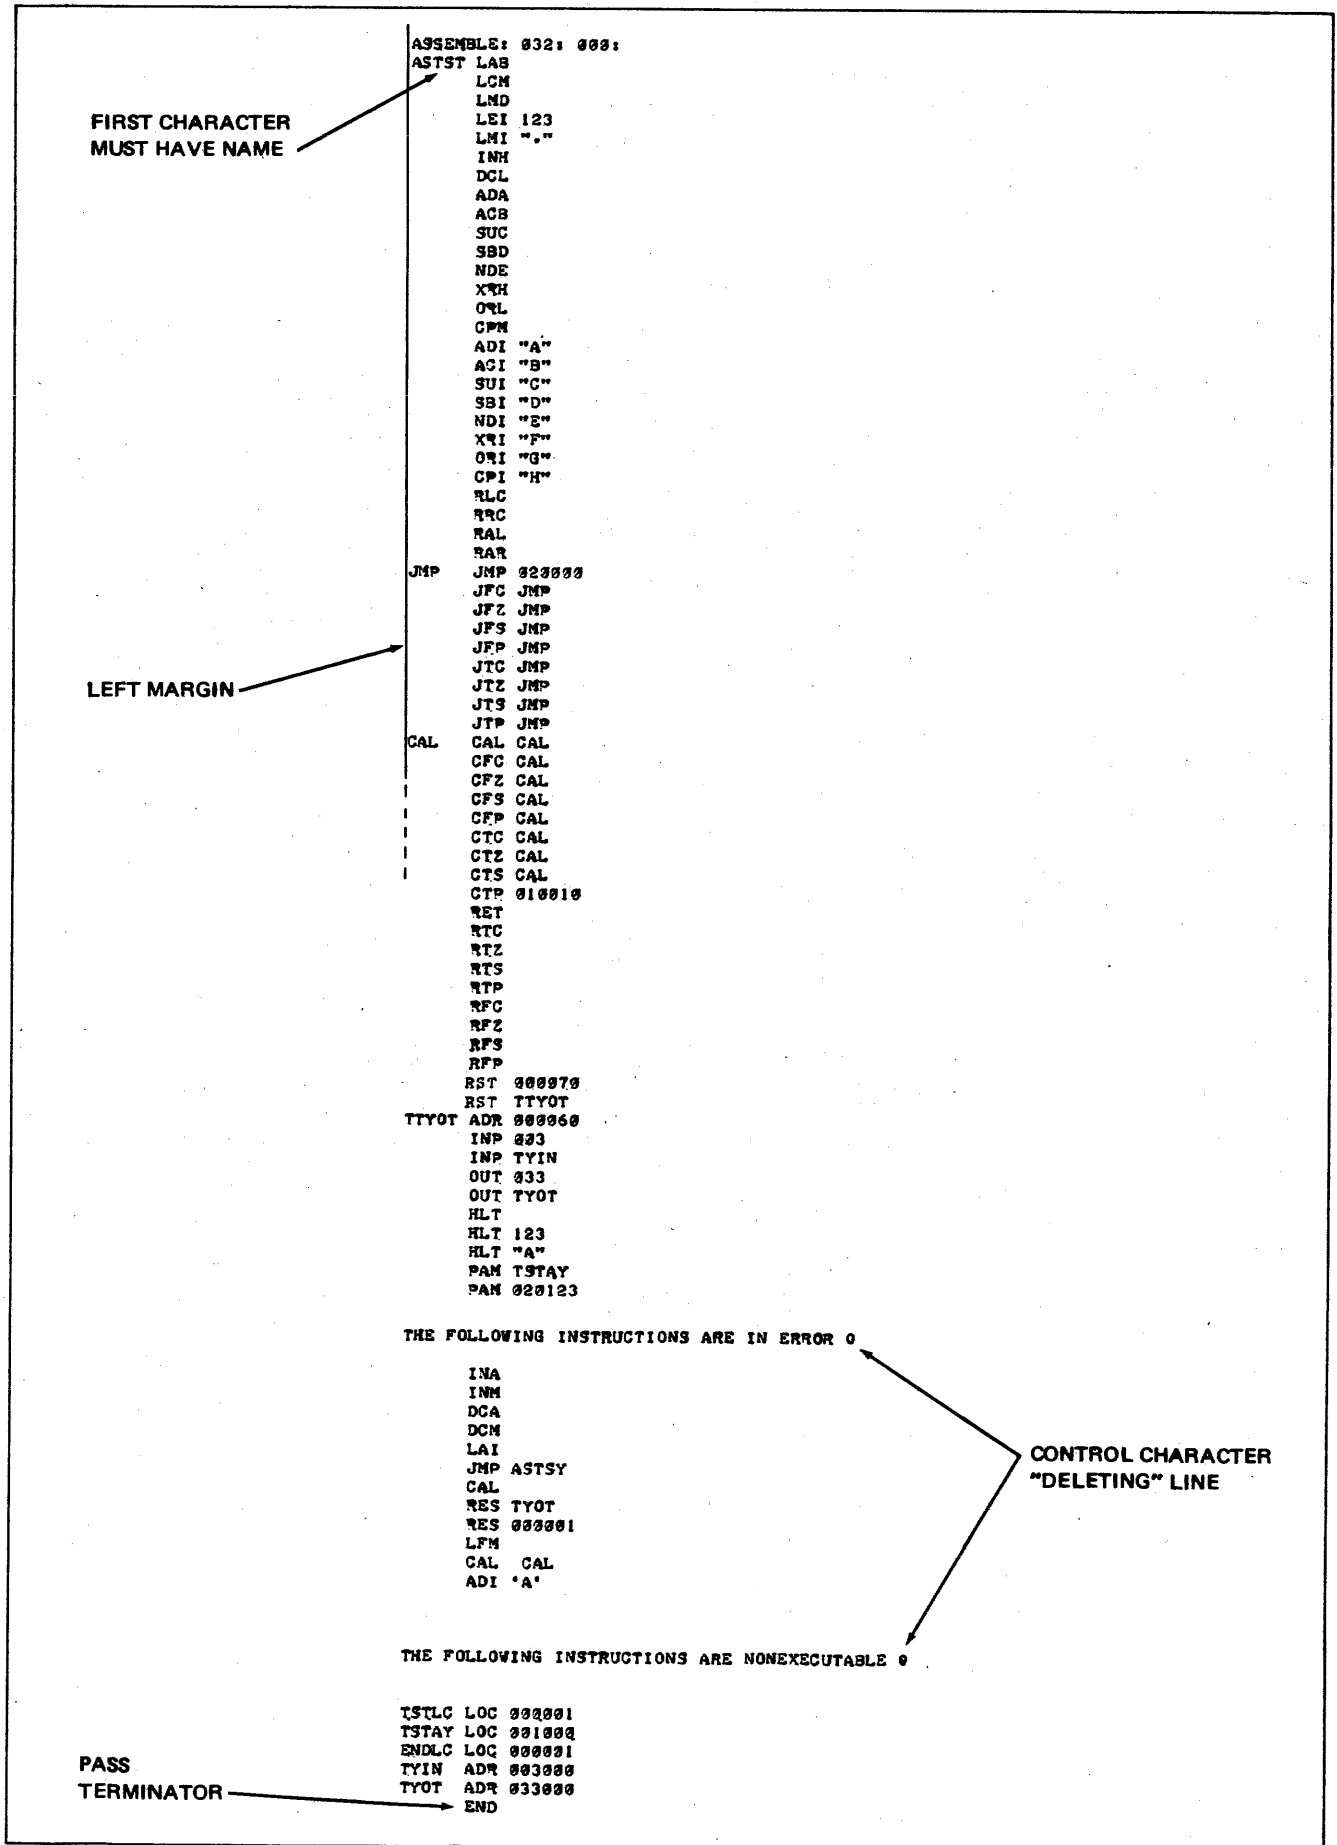 ASSEMBLE: 032: 000:
ASTST LAB
LCM
LMD
FIRST CHARACTER
MUST HAVE NAME
LEI 123
LMI "."
INH
DCL
ADA
ACB
SUC
SBD
NDE
XRH
ORL
CPM
ADI "A"
ACI "B"
SUI "C"
SBI "D"
NDI "E"
XRI "F"
ORI "G"
CPI "H"
RLC
RRC
RAL
RAR
JMP JMP 020000
JFC JMP
JFZ JMP
JFS JMP
JFP JMP
JTC JMP
LEFT MARGIN
JTZ JMP
JTS JMP
JTP JMP
CAL CAL CAL
CFC CAL
CFZ CAL
CFS CAL
CFP CAL
CTC CAL
CTZ CAL
CTS CAL
CTP 010010
RET
RTC
RTZ
RTS
RTP
RFC
RFZ
RFS
RFP
RST 000070
RST TTYOT
TTYOT ADR 000060
INP 003
INP TYIN
OUT 033
OUT TYOT
HLT
HLT 123
HLT "A"
PAM TSTAY
PAM 020123
THE FOLLOWING INSTRUCTIONS ARE IN ERROR @
INA
INM
DCA
DCM
LAI
JMP ASTSY
CAL
RES TYOT
RES 000001
LFM
CAL  CAL
ADI 'A'
CONTROL CHARACTER
"DELETING" LINE
THE FOLLOWING INSTRUCTIONS ARE NONEXECUTABLE @
TSTLC LOC 000001
TSTAY LOC 001000
ENDLC LOC 000001
TYIN ADR 003000
TYOT ADR 033000
END
PASS
TERMINATOR